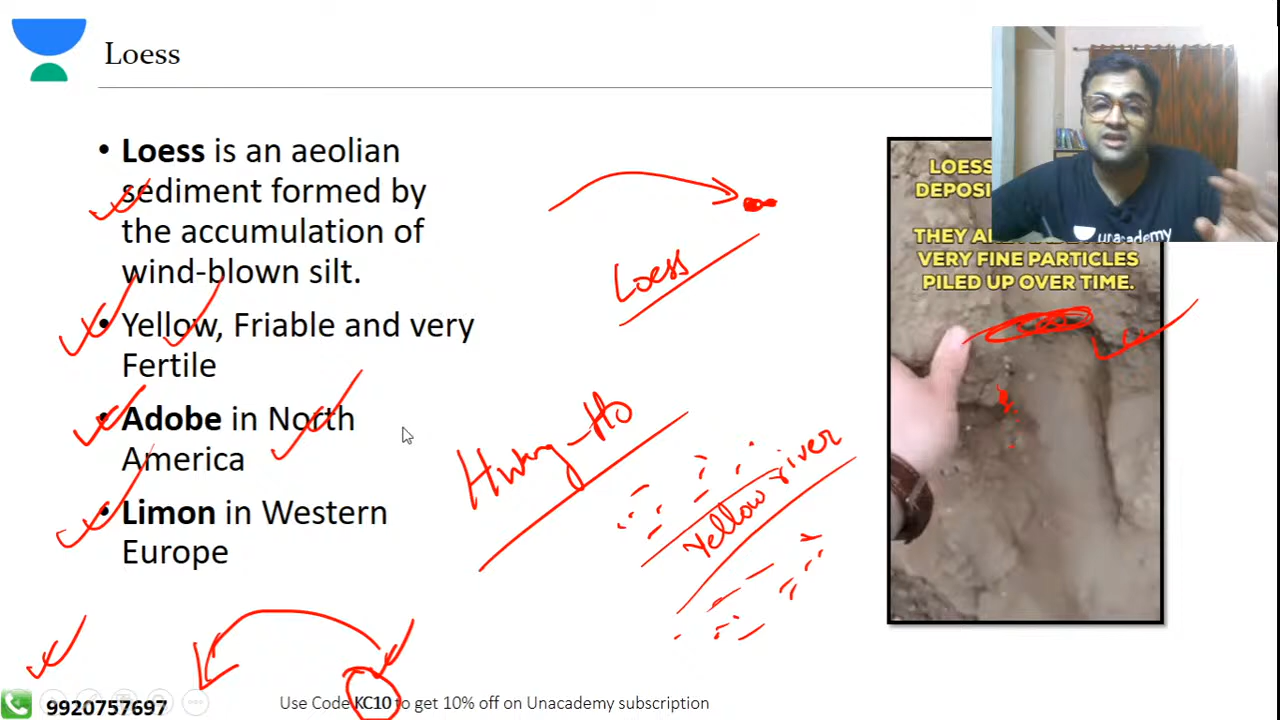 Loess
• Loess is an aeolian
sediment formed by
the accumulation of
wind-blown silt.
• Yellow, Friable and very
Fertile
• Adobe in North
America
• Limon in Western
Europe
Loess
Hwang-Ho
Yellow river
LOESS
DEPOSI
THEY A
VERY FINE PARTICLES
PILED UP OVER TIME.
unacademy
9920757697
Use Code KC10 to get 10% off on Unacademy subscription